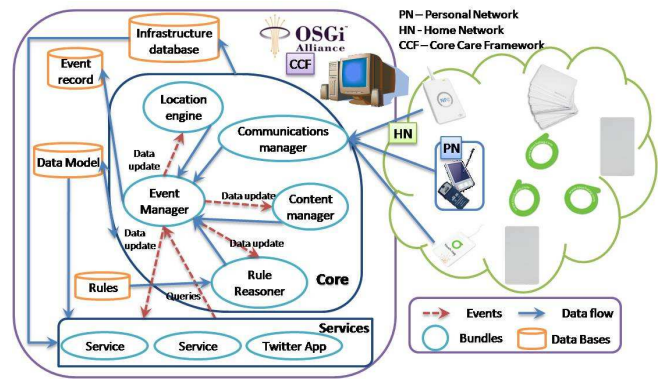 PN – Personal Network
HN - Home Network
CCF – Core Care Framework
OSGi
Alliance
CCF
Infrastructure
database
Event
record
Location
engine
Communications
manager
HN
PN
Data Model
Data
update
Event
Manager
Data update
Content
manager
Data
update
Data update
Rule
Reasoner
Core
Rules
Queries
Services
Service
Service
Twitter App
Events
Data flow
Bundles
Data Bases